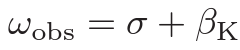 ω_obs = σ + β_K